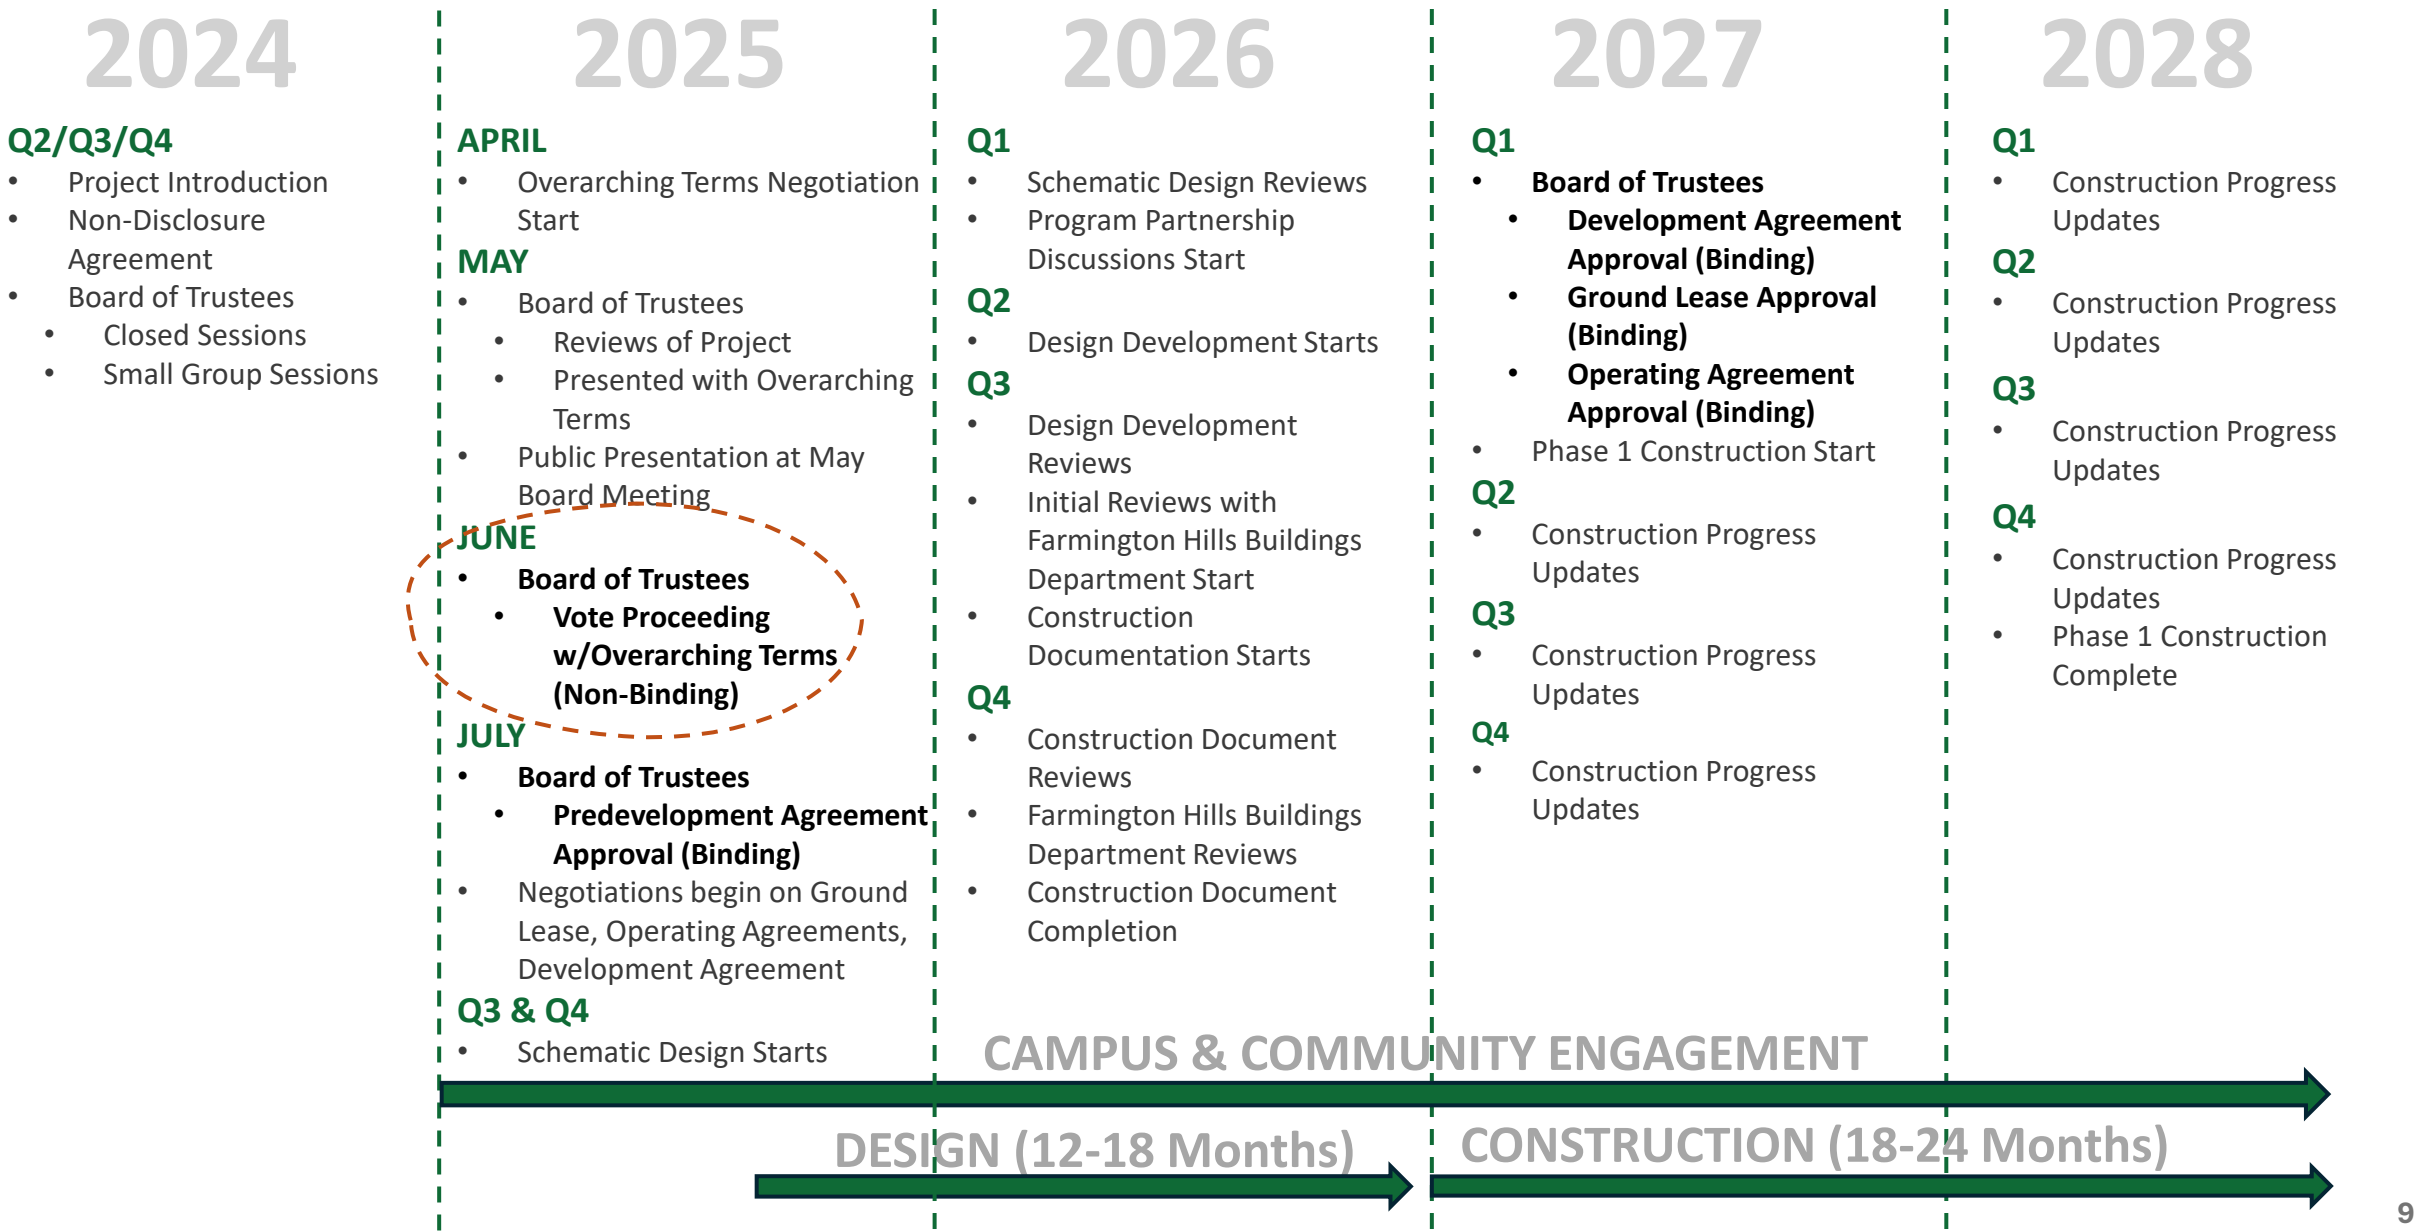 2024
Q2/Q3/Q4
• Project Introduction
• Non-Disclosure
Agreement
• Board of Trustees
• Closed Sessions
• Small Group Sessions
2025
APRIL
• Overarching Terms Negotiation
Start
MAY
• Board of Trustees
• Reviews of Project
• Presented with Overarching
Terms
• Public Presentation at May
Board Meeting
JUNE
• Board of Trustees
• Vote Proceeding
w/Overarching Terms
(Non-Binding)
JULY
• Board of Trustees
• Predevelopment Agreement
Approval (Binding)
• Negotiations begin on Ground
Lease, Operating Agreements,
Development Agreement
Q3 & Q4
• Schematic Design Starts
2026
Q1
• Schematic Design Reviews
• Program Partnership
Discussions Start
Q2
• Design Development Starts
Q3
• Design Development
Reviews
• Initial Reviews with
Farmington Hills Buildings
Department Start
• Construction
Documentation Starts
Q4
• Construction Document
Reviews
• Farmington Hills Buildings
Department Reviews
• Construction Document
Completion
2027
Q1
• Board of Trustees
• Development Agreement
Approval (Binding)
• Ground Lease Approval
(Binding)
• Operating Agreement
Approval (Binding)
• Phase 1 Construction Start
Q2
• Construction Progress
Updates
Q3
• Construction Progress
Updates
Q4
• Construction Progress
Updates
2028
Q1
• Construction Progress
Updates
Q2
• Construction Progress
Updates
Q3
• Construction Progress
Updates
Q4
• Construction Progress
Updates
• Phase 1 Construction
Complete
CAMPUS & COMMUNITY ENGAGEMENT
DESIGN (12-18 Months)
CONSTRUCTION (18-24 Months)
9